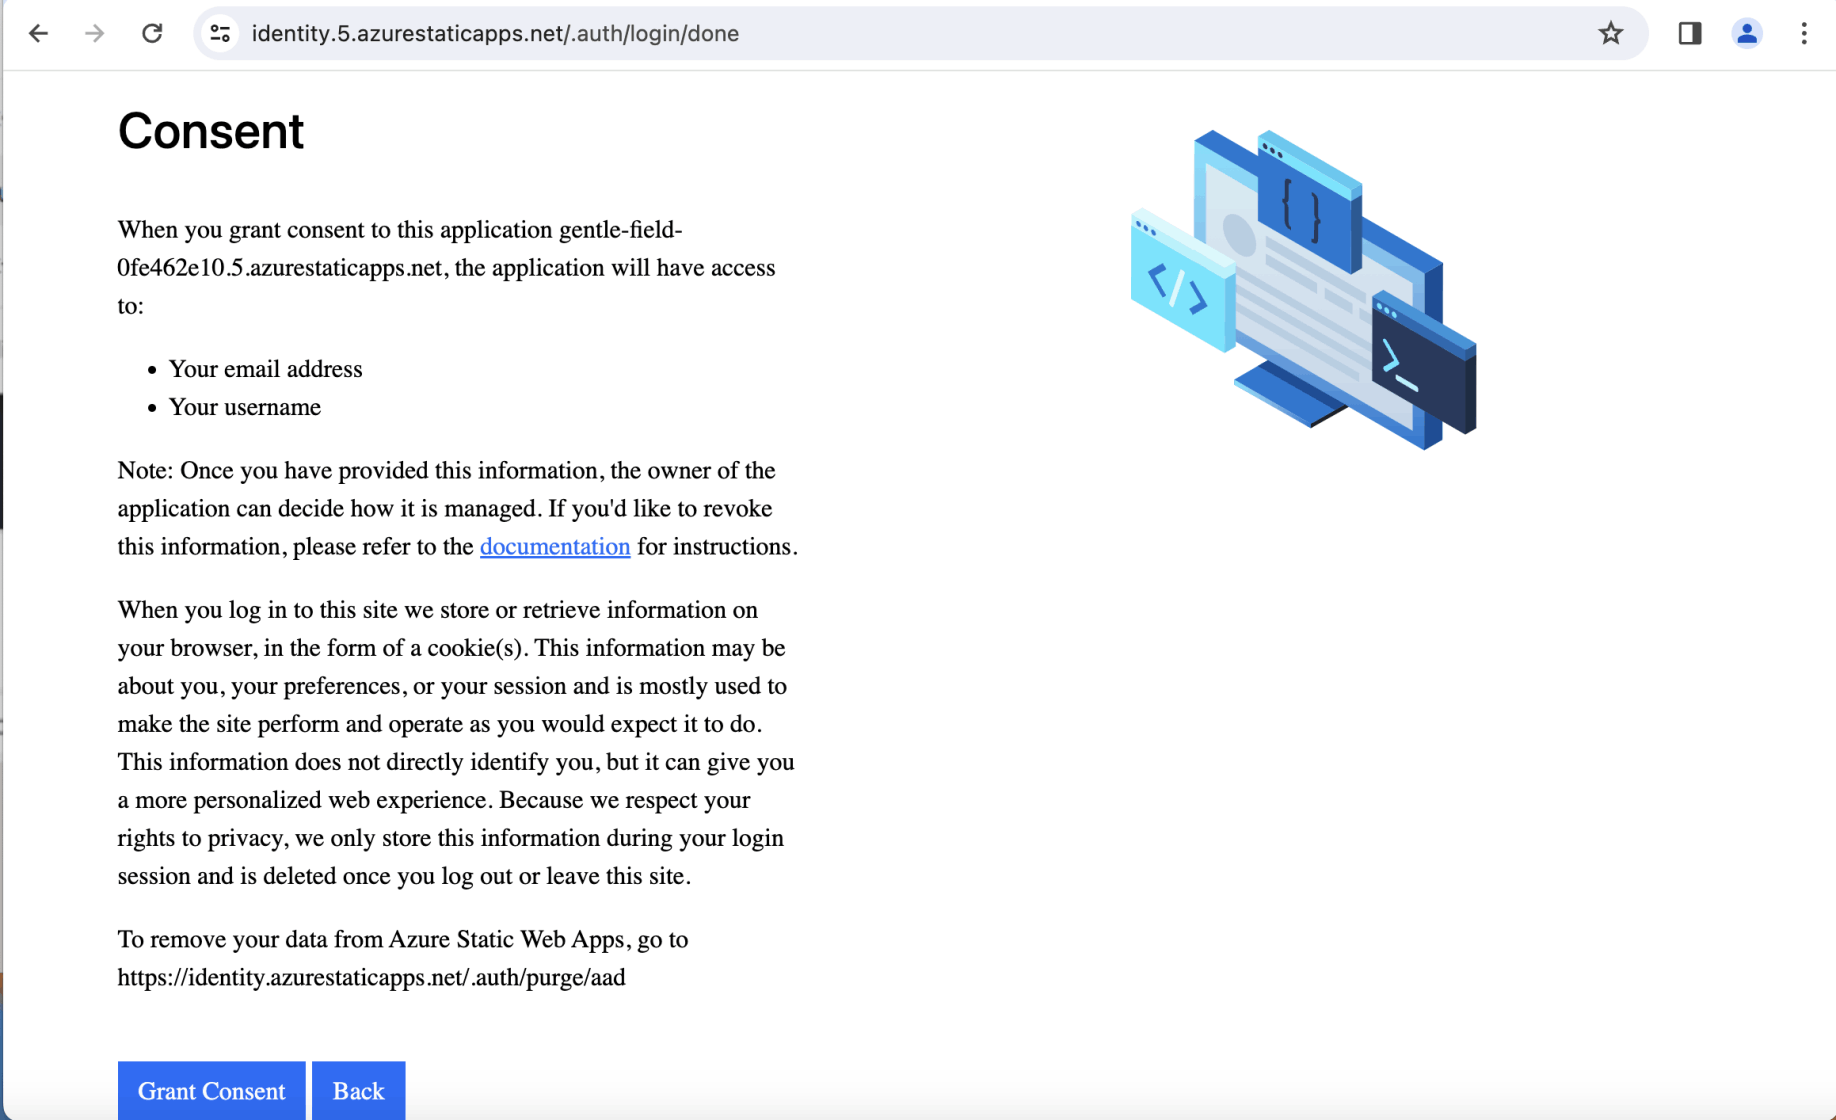 identity.5.azurestaticapps.net/.auth/login/done
Consent
When you grant consent to this application gentle-field-
0fe462e10.5.azurestaticapps.net, the application will have access
to:
• Your email address
• Your username
Note: Once you have provided this information, the owner of the
application can decide how it is managed. If you'd like to revoke
this information, please refer to the documentation for instructions.
When you log in to this site we store or retrieve information on
your browser, in the form of a cookie(s). This information may be
about you, your preferences, or your session and is mostly used to
make the site perform and operate as you would expect it to do.
This information does not directly identify you, but it can give you
a more personalized web experience. Because we respect your
rights to privacy, we only store this information during your login
session and is deleted once you log out or leave this site.
To remove your data from Azure Static Web Apps, go to
https://identity.azurestaticapps.net/.auth/purge/aad
Grant Consent Back
{ }
</>
>_